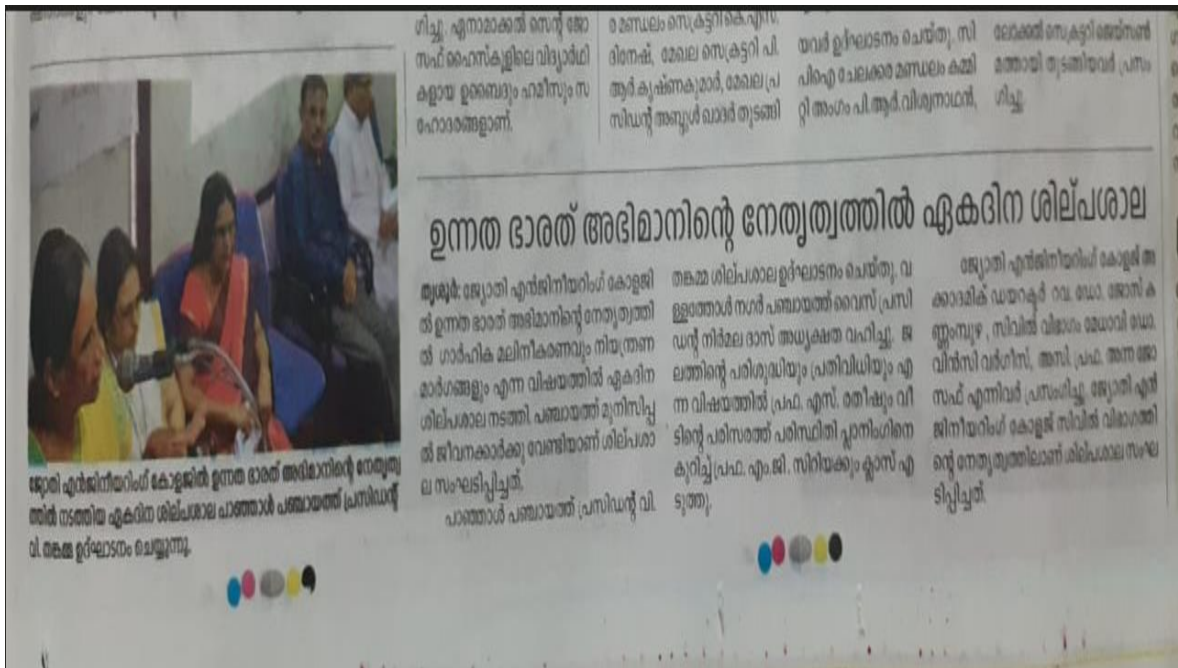 ഗിച്ചു. ഏനാമാക്കൽ സെന്റ് ജോ
സഫ് ഹൈസ്കൂളിലെ വിദ്യാർഥി
കളായ ഉബൈദും ഹമീസും സ
ഹോദരങ്ങളാണ്.
ര മണ്ഡലം സെക്രട്ടറി കെ.എസ്.
ദിനേഷ്, മേഖല സെക്രട്ടറി പി.
ആർ.കൃഷ്ണകുമാർ, മേഖല പ്ര
സിഡന്റ് അബ്ദുൾ ഖാദർ തുടങ്ങി
യവർ ഉദ്ഘാടനം ചെയ്തു. സി
പിഐ ചേലക്കര മണ്ഡലം കമ്മി
റ്റി അംഗം പി.ആർ.വിശ്വനാഥൻ,
ലോക്കൽ സെക്രട്ടറി ജെയ്സൺ
മത്തായി തുടങ്ങിയവർ പ്രസം
ഗിച്ചു.
ഉന്നത ഭാരത് അഭിമാനിന്റെ നേതൃത്വത്തിൽ ഏകദിന ശില്പശാല
തൃശൂർ: ജ്യോതി എൻജിനീയറിംഗ് കോളജി
ൽ ഉന്നത ഭാരത് അഭിമാനിന്റെ നേതൃത്വത്തി
ൽ ഗാർഹിക മലിനീകരണവും നിയന്ത്രണ
മാർഗങ്ങളും എന്ന വിഷയത്തിൽ ഏകദിന
ശില്പശാല നടത്തി. പഞ്ചായത്ത് മുനിസിപ്പ
ൽ ജീവനക്കാർക്കു വേണ്ടിയാണ് ശില്പശാ
ല സംഘടിപ്പിച്ചത്.
പാഞ്ഞാൾ പഞ്ചായത്ത് പ്രസിഡന്റ് വി.
തങ്കമ്മ ശില്പശാല ഉദ്ഘാടനം ചെയ്തു. വ
ള്ളത്തോൾ നഗർ പഞ്ചായത്ത് വൈസ് പ്രസി
ഡന്റ് നിർമല ദാസ് അധ്യക്ഷത വഹിച്ചു. ജ
ലത്തിന്റെ പരിശുദ്ധിയും പ്രതിവിധിയും എ
ന്ന വിഷയത്തിൽ പ്രഫ. എസ്. രതീഷും വീ
ടിന്റെ പരിസരത്ത് പരിസ്ഥിതി പ്ലാനിംഗിനെ
കുറിച്ച് പ്രഫ. എം.ജി. സിറിയക്കും ക്ലാസ് എ
ടുത്തു.
ജ്യോതി എൻജിനീയറിംഗ് കോളജ് അ
ക്കാദമിക് ഡയറക്ടർ റവ. ഡോ. ജോസ് ക
ണ്ണമ്പുഴ , സിവിൽ വിഭാഗം മേധാവി ഡോ.
വിൻസി വർഗീസ്, അസി. പ്രഫ. അന്ന ജോ
സഫ് എന്നിവർ പ്രസംഗിച്ചു. ജ്യോതി എൻ
ജിനീയറിംഗ് കോളജ് സിവിൽ വിഭാഗത്തി
ന്റെ നേതൃത്വത്തിലാണ് ശില്പശാല സംഘ
ടിപ്പിച്ചത്.
ജ്യോതി എൻജിനീയറിംഗ് കോളജിൽ ഉന്നത ഭാരത് അഭിമാനിന്റെ നേതൃത്വ
ത്തിൽ നടത്തിയ ഏകദിന ശില്പശാല പാഞ്ഞാൾ പഞ്ചായത്ത് പ്രസിഡന്റ്
വി. തങ്കമ്മ ഉദ്ഘാടനം ചെയ്യുന്നു.